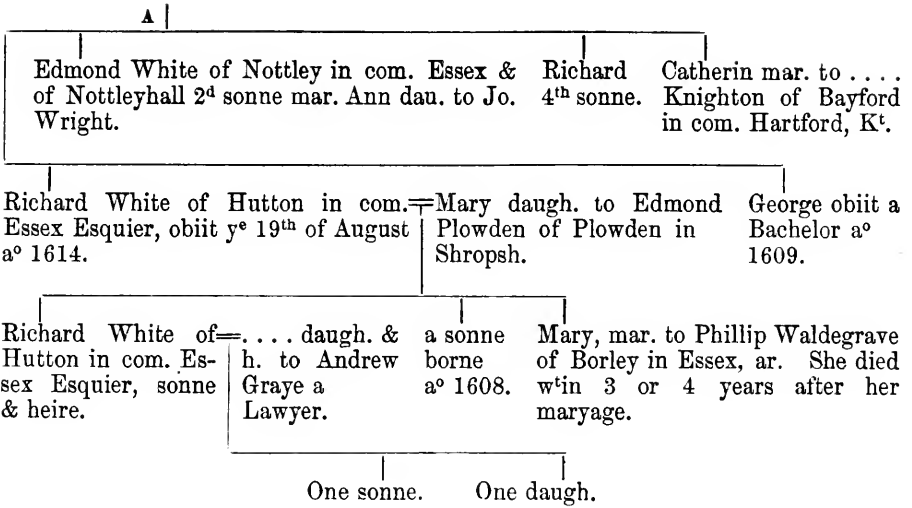 A
Edmond White of Nottley in com. Essex &
of Nottleyhall 2ᵈ sonne mar. Ann dau. to Jo.
Wright.
Richard
4ᵗʰ sonne.
Catherin mar. to . . . .
Knighton of Bayford
in com. Hartford, Kᵗ.
Richard White of Hutton in com.
Essex Esquier, obiit yᵉ 19ᵗʰ of August
aº 1614.
Mary daugh. to Edmond
Plowden of Plowden in
Shropsh.
George obiit a
Bachelor aº
1609.
Richard White of
Hutton in com. Es-
sex Esquier, sonne
& heire.
. . . . daugh. &
h. to Andrew
Graye a
Lawyer.
a sonne
borne
aº 1608.
Mary, mar. to Phillip Waldegrave
of Borley in Essex, ar. She died
wᵗin 3 or 4 years after her
maryage.
One sonne.
One daugh.